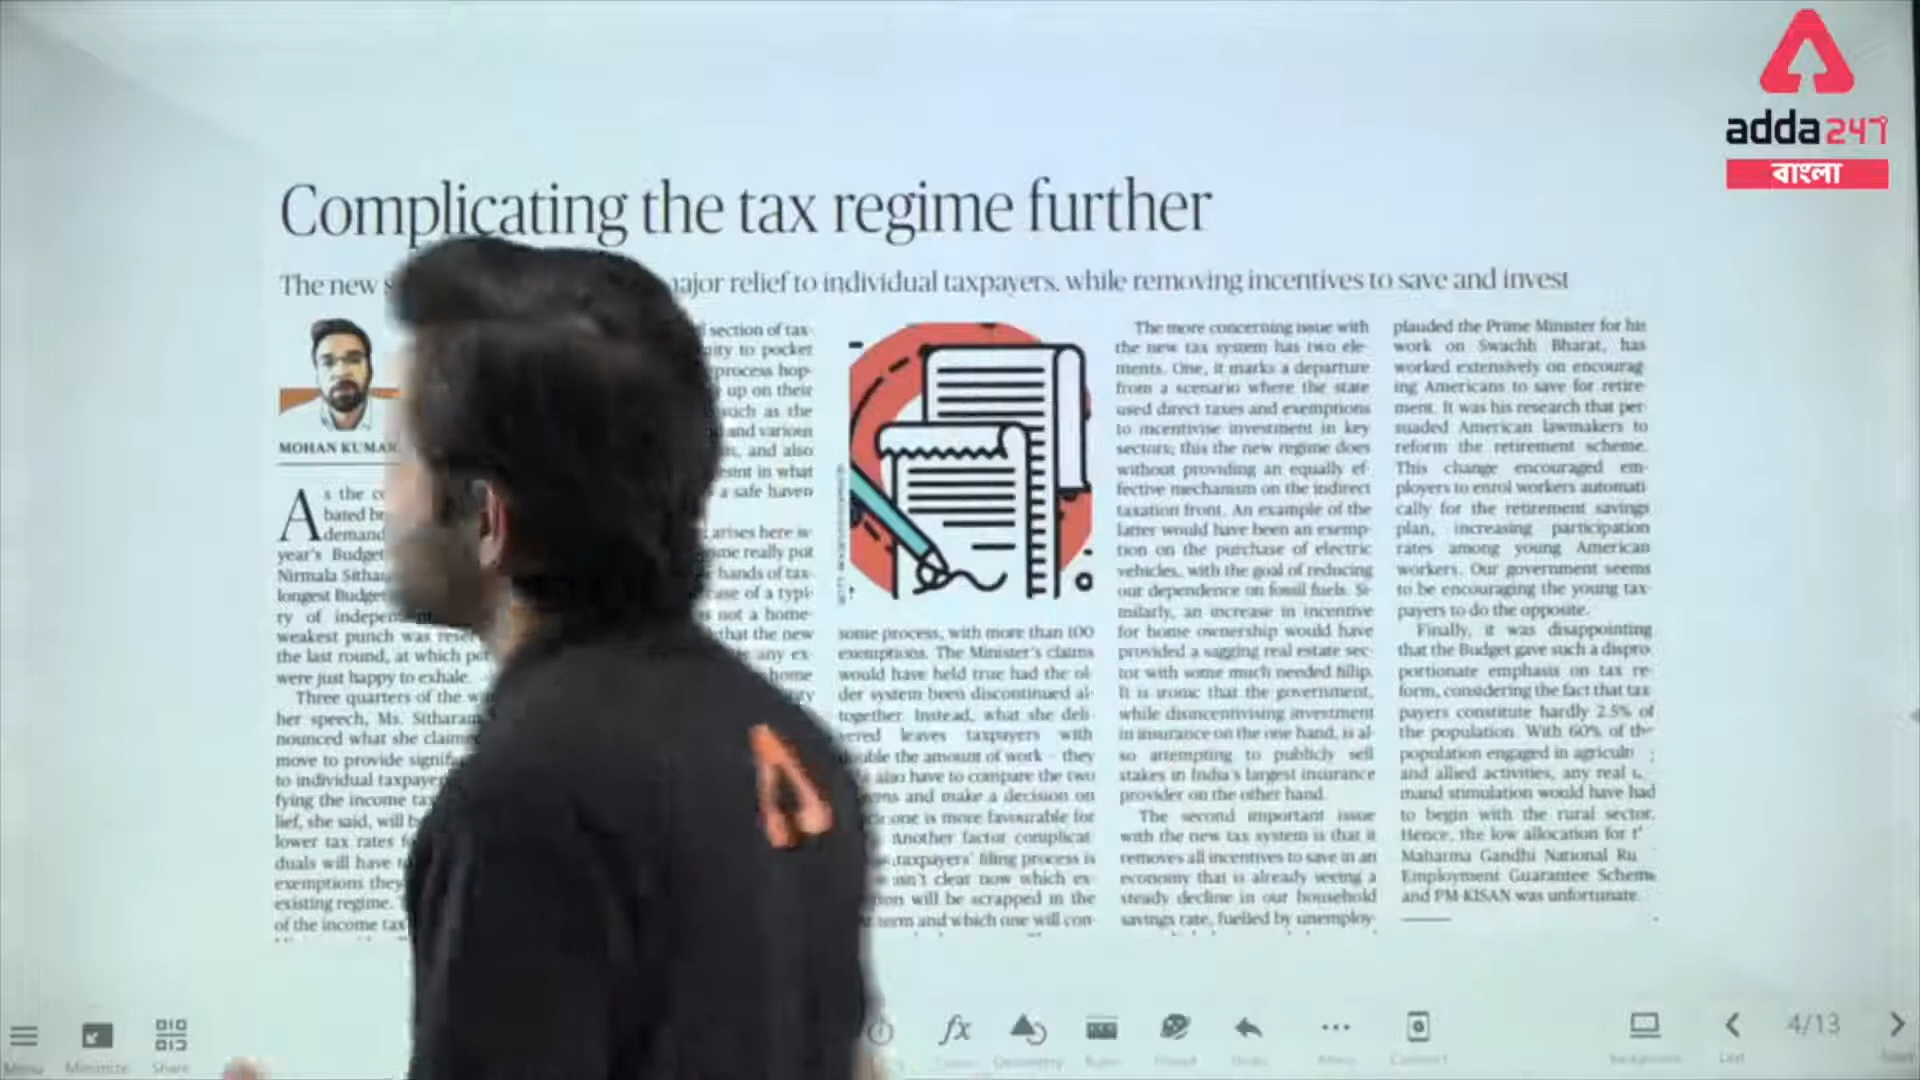 adda247
বাংলা
Complicating the tax regime further
The new
relief to individual taxpayers, while removing incentives to save and invest
MOHAN KUMAR
As the
demand
year's Budget
Nirmala
longest Budget
ry of
weakest punch was
the last round, at which
were just happy to exhale.
Three quarters of the
her speech, Ms.
nounced what she claimed
move to provide
to individual
fying the income
lief, she said, will
lower tax rates
duals will have
exemptions they
existing regime.
of the income tax
section of tax-
to pocket
process hop-
up on their
such as the
and various
and also
in what
a safe haven
arises here is
really put
hands of tax-
case of a typi-
not a home-
that the new
any ex-
home
some process, with more than 100
exemptions. The Minister's claims
would have held true had the ol-
der system been discontinued al-
together. Instead, what she deli-
vered leaves taxpayers with
double the amount of work – they
also have to compare the two
and make a decision on
one is more favourable for
Another factor complicat-
taxpayers' filing process is
isn't clear now which ex-
will be scrapped in the
term and which one will con-
The more concerning issue with
the new tax system has two ele-
ments. One, it marks a departure
from a scenario where the state
used direct taxes and exemptions
to incentivise investment in key
sectors; this the new regime does
without providing an equally ef-
fective mechanism on the indirect
taxation front. An example of the
latter would have been an exemp-
tion on the purchase of electric
vehicles, with the goal of reducing
our dependence on fossil fuels. Si-
milarly, an increase in incentive
for home ownership would have
provided a sagging real estate sec-
tor with some much needed fillip.
It is ironic that the government,
while disincentivising investment
in insurance on the one hand, is al-
so attempting to publicly sell
stakes in India's largest insurance
provider on the other hand.
The second important issue
with the new tax system is that it
removes all incentives to save in an
economy that is already seeing a
steady decline in our household
savings rate, fuelled by unemploy-
plauded the Prime Minister for his
work on Swachh Bharat, has
worked extensively on encourag
ing Americans to save for retire-
ment. It was his research that per-
suaded American lawmakers to
reform the retirement scheme.
This change encouraged em-
ployers to enrol workers automati
cally for the retirement savings
plan, increasing participation
rates among young American
workers. Our government seems
to be encouraging the young tax-
payers to do the opposite.
Finally, it was disappointing
that the Budget gave such a dispro
portionate emphasis on tax re-
form, considering the fact that tax
payers constitute hardly 2.5% of
the population. With 60% of the
population engaged in
and allied activities, any real
mand stimulation would have had
to begin with the rural sector.
Hence, the low allocation for
Mahatma Gandhi National Ru
Employment Guarantee Scheme
and PM-KISAN was unfortunate.
fx
4/13
Menu
Minimize
Share